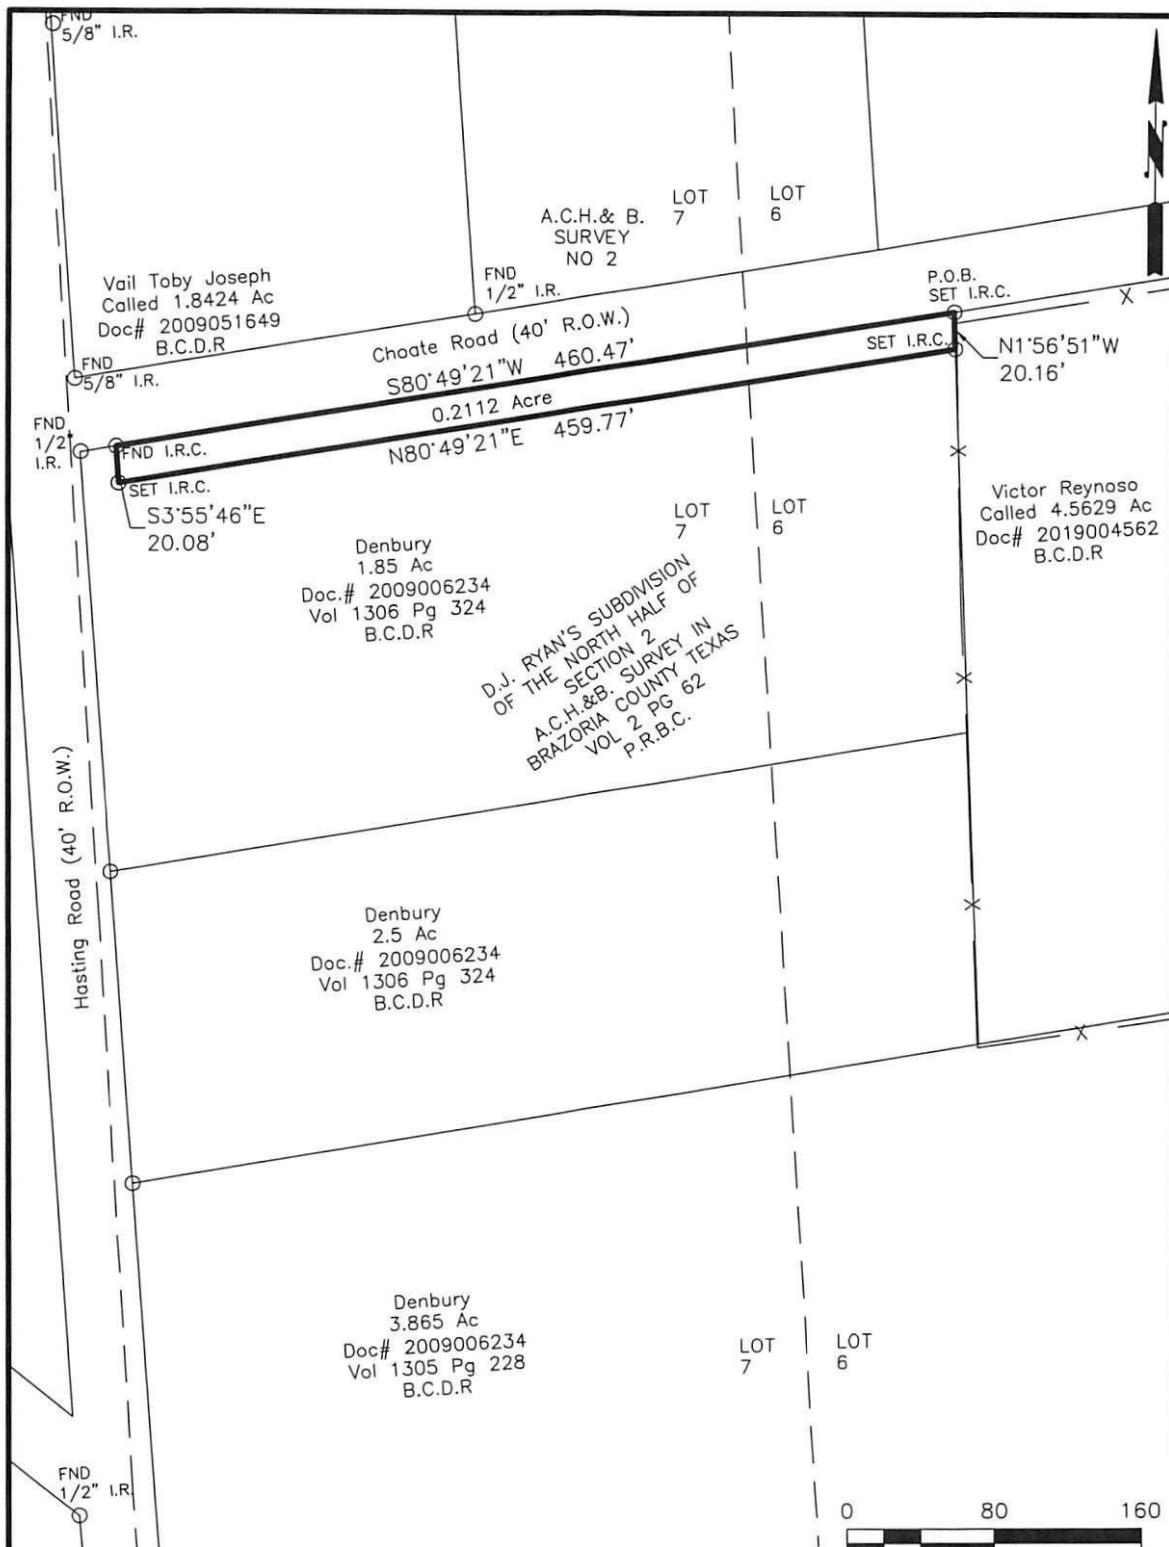 FND
5/8" I.R.
N
LOT
7
LOT
6
A.C.H.& B.
SURVEY
NO 2
Vail Toby Joseph
Called 1.8424 Ac
Doc# 2009051649
B.C.D.R
FND
1/2" I.R.
P.O.B.
SET I.R.C.
X
FND
5/8" I.R.
Choate Road (40' R.O.W.)
S80°49'21"W 460.47'
SET I.R.C.
N1°56'51"W
20.16'
0.2112 Acre
N80°49'21"E 459.77'
FND
1/2"
I.R.
FND I.R.C.
SET I.R.C.
S3°55'46"E
20.08'
X
Victor Reynoso
Called 4.5629 Ac
Doc# 2019004562
B.C.D.R
LOT
7
LOT
6
Denbury
1.85 Ac
Doc.# 2009006234
Vol 1306 Pg 324
B.C.D.R
D.J. RYAN'S SUBDIVISION
OF THE NORTH HALF OF
SECTION 2
A.C.H.&B. SURVEY IN
BRAZORIA COUNTY TEXAS
VOL 2 PG 62
P.R.B.C.
X
Hasting Road (40' R.O.W.)
Denbury
2.5 Ac
Doc.# 2009006234
Vol 1306 Pg 324
B.C.D.R
X
X
Denbury
3.865 Ac
Doc# 2009006234
Vol 1305 Pg 228
B.C.D.R
LOT
7
LOT
6
FND
1/2" I.R.
0 80 160